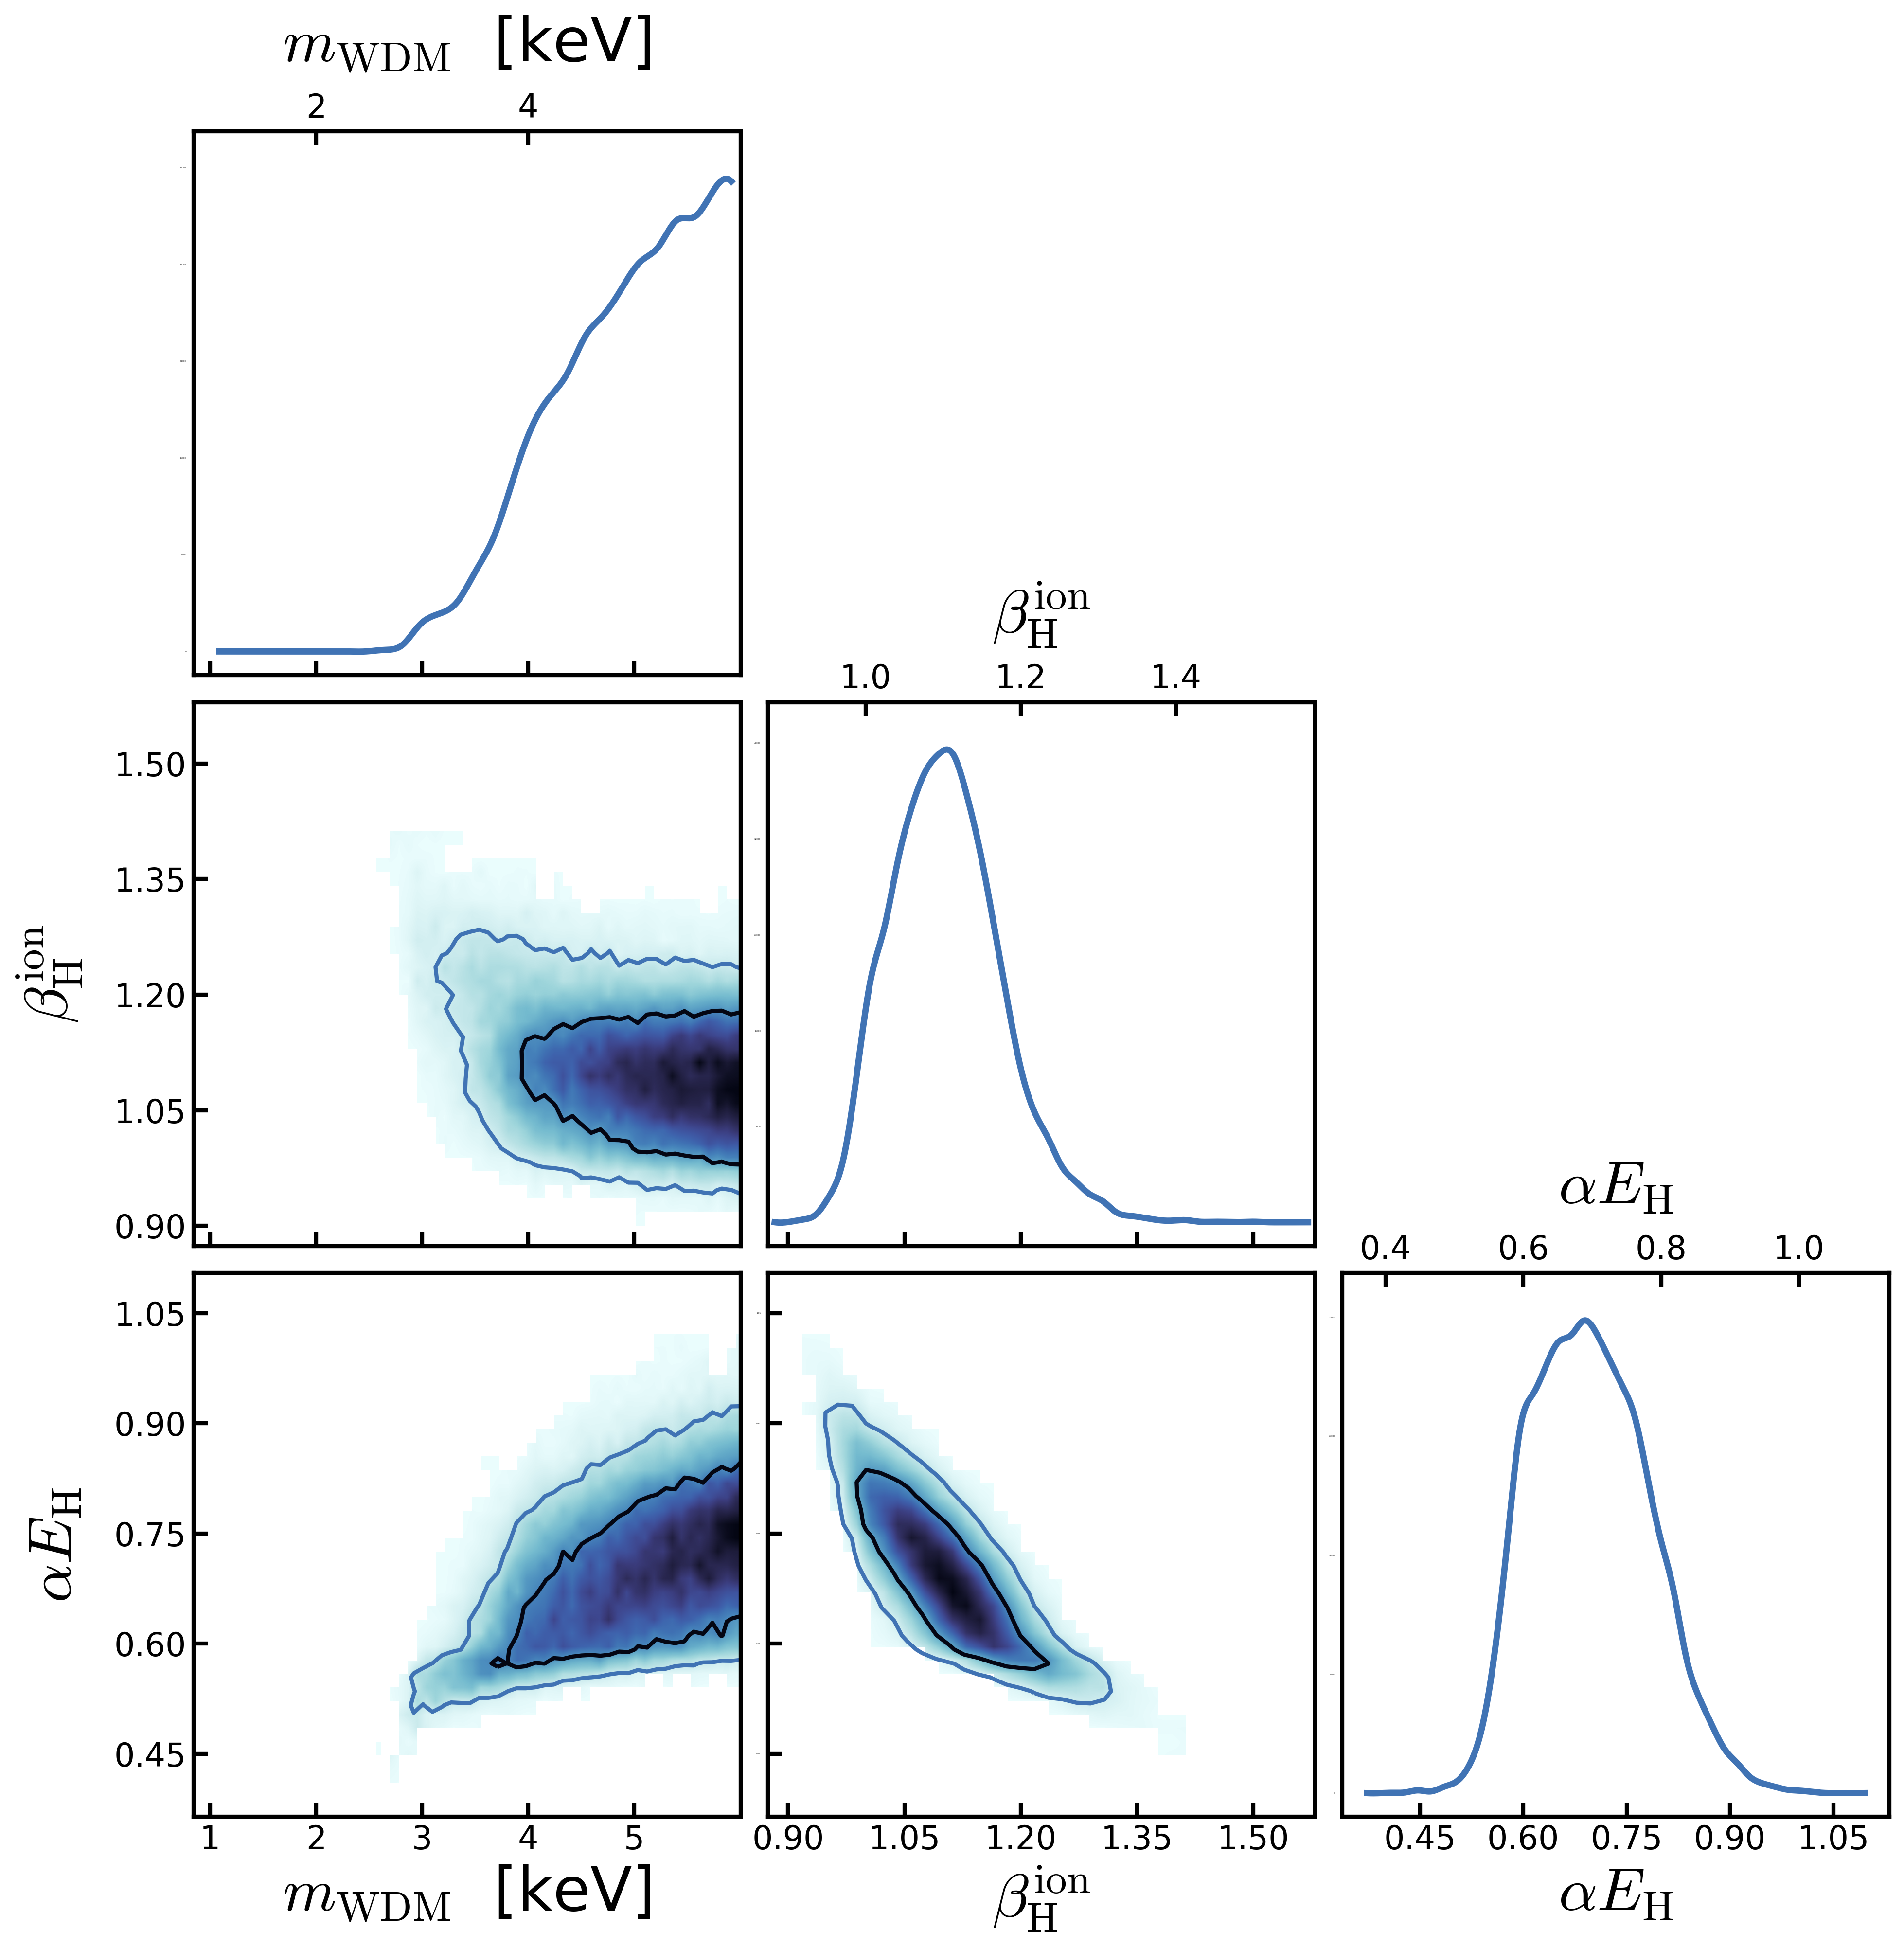 m_WDM [keV]
2 4
β_H^ion
1.0 1.2 1.4
1.50
1.35
1.20
1.05
0.90
β_H^ion
αE_H
0.4 0.6 0.8 1.0
1.05
0.90
0.75
0.60
0.45
αE_H
1 2 3 4 5
0.90 1.05 1.20 1.35 1.50
0.45 0.60 0.75 0.90 1.05
m_WDM [keV]
β_H^ion
αE_H